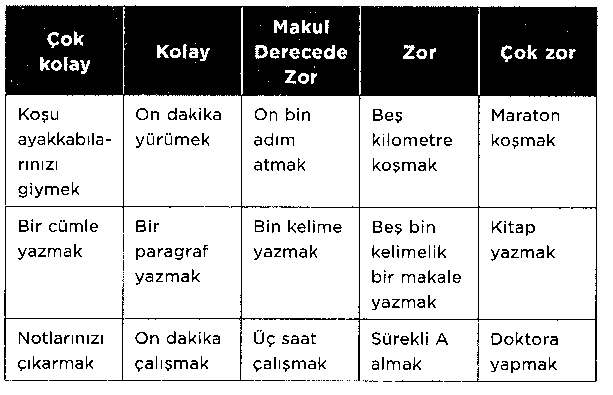 Çok
kolay
Kolay
Makul
Derecede
Zor
Zor
Çok zor
Koşu
ayakkabıla-
rınızı
giymek
On dakika
yürümek
On bin
adım
atmak
Beş
kilometre
koşmak
Maraton
koşmak
Bir cümle
yazmak
Bir
paragraf
yazmak
Bin kelime
yazmak
Beş bin
kelimelik
bir makale
yazmak
Kitap
yazmak
Notlarınızı
çıkarmak
On dakika
çalışmak
Üç saat
çalışmak
Sürekli A
almak
Doktora
yapmak